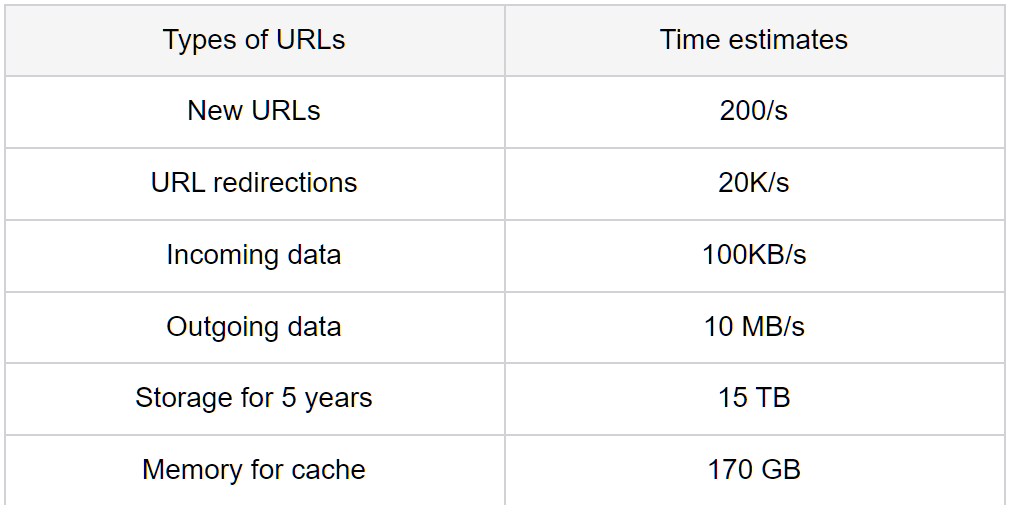 Types of URLs Time estimates
New URLs 200/s
URL redirections 20K/s
Incoming data 100KB/s
Outgoing data 10 MB/s
Storage for 5 years 15 TB
Memory for cache 170 GB